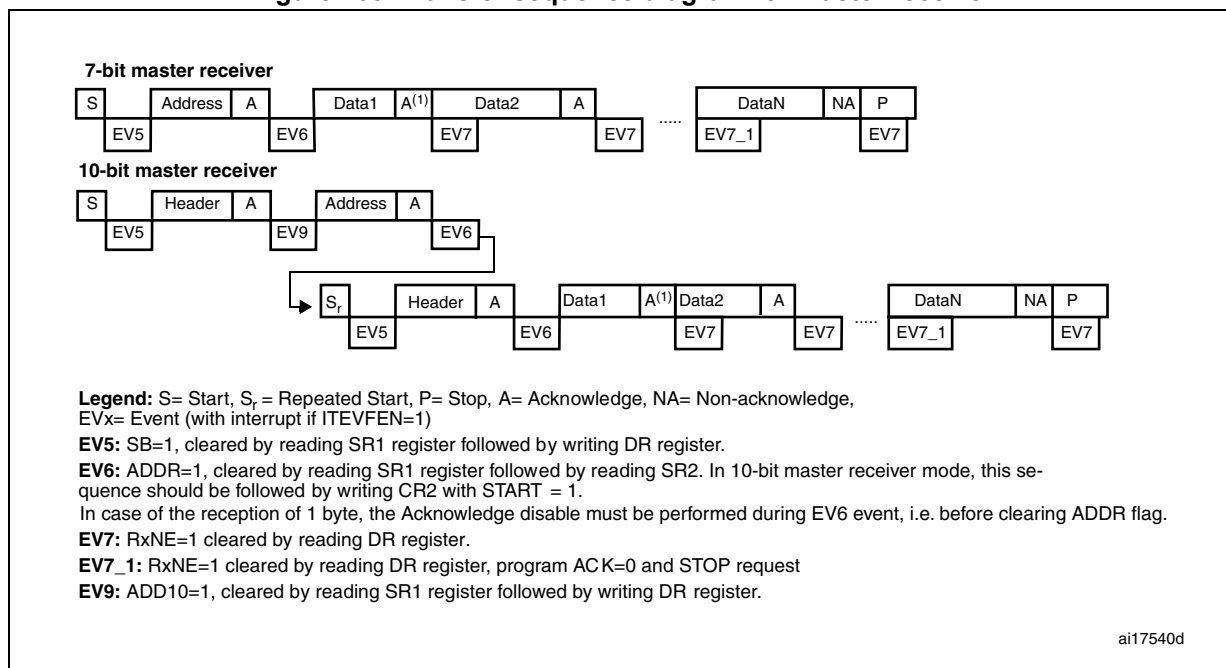 7-bit master receiver
S Address A Data1 A(1) Data2 A ..... DataN NA P
EV5 EV6 EV7 EV7 EV7_1 EV7
10-bit master receiver
S Header A Address A
EV5 EV9 EV6
Sr Header A Data1 A(1) Data2 A ..... DataN NA P
EV5 EV6 EV7 EV7 EV7_1 EV7
Legend: S= Start, Sr = Repeated Start, P= Stop, A= Acknowledge, NA= Non-acknowledge,
EVx= Event (with interrupt if ITEVFEN=1)
EV5: SB=1, cleared by reading SR1 register followed by writing DR register.
EV6: ADDR=1, cleared by reading SR1 register followed by reading SR2. In 10-bit master receiver mode, this se-
quence should be followed by writing CR2 with START = 1.
In case of the reception of 1 byte, the Acknowledge disable must be performed during EV6 event, i.e. before clearing ADDR flag.
EV7: RxNE=1 cleared by reading DR register.
EV7_1: RxNE=1 cleared by reading DR register, program ACK=0 and STOP request
EV9: ADD10=1, cleared by reading SR1 register followed by writing DR register.
ai17540d